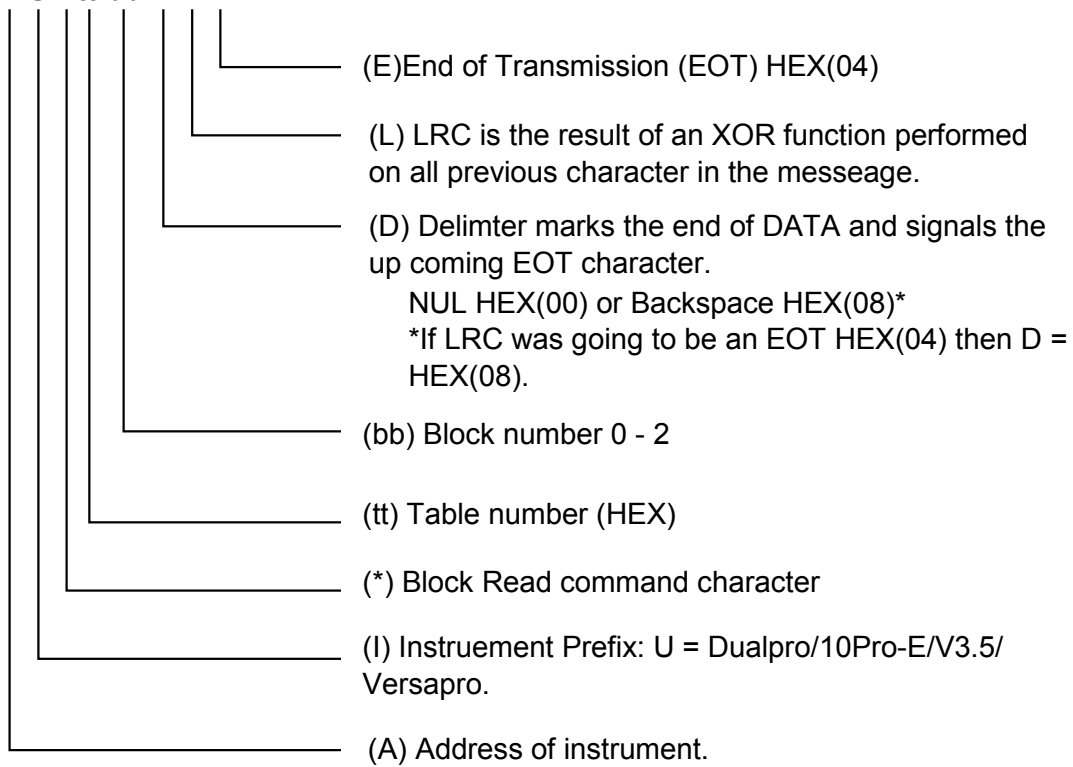 (E)End of Transmission (EOT) HEX(04)
(L) LRC is the result of an XOR function performed
on all previous character in the messeage.
(D) Delimter marks the end of DATA and signals the
up coming EOT character.
NUL HEX(00) or Backspace HEX(08)*
*If LRC was going to be an EOT HEX(04) then D =
HEX(08).
(bb) Block number 0 - 2
(tt) Table number (HEX)
(*) Block Read command character
(I) Instruement Prefix: U = Dualpro/10Pro-E/V3.5/
Versapro.
(A) Address of instrument.